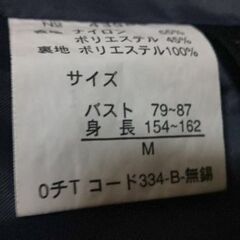 ナイロン 55%
ポリエステル 45%
裏地 ポリエステル100%
サイズ
バスト 79~87
身長 154~162
M
0チT コード334-B-無錫